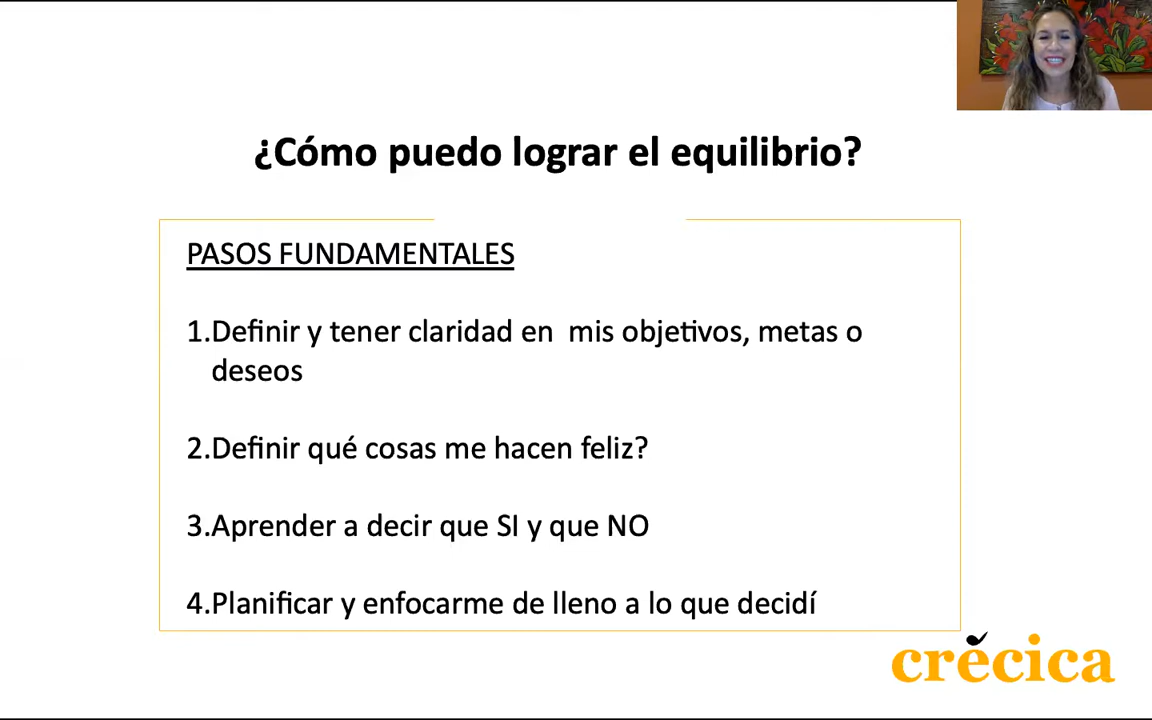 ¿Cómo puedo lograr el equilibrio?
PASOS FUNDAMENTALES
1.Definir y tener claridad en  mis objetivos, metas o
deseos
2.Definir qué cosas me hacen feliz?
3.Aprender a decir que SI y que NO
4.Planificar y enfocarme de lleno a lo que decidí
crecica